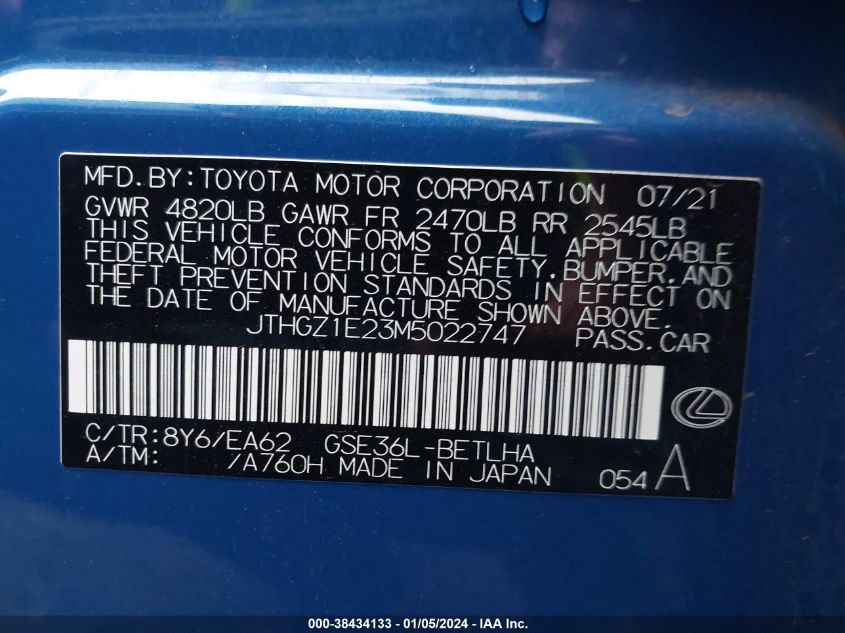 MFD.BY:TOYOTA MOTOR CORPORATION 07/21
GVWR 4820LB GAWR FR 2470LB RR 2545LB
THIS VEHICLE CONFORMS TO ALL APPLICABLE
FEDERAL MOTOR VEHICLE SAFETY,BUMPER,AND
THEFT PREVENTION STANDARDS IN EFFECT ON
THE DATE OF MANUFACTURE SHOWN ABOVE.
JTHGZ1E23M5022747 PASS.CAR
C/TR:8Y6/EA62 GSE36L-BETLHA
A/TM: /A760H MADE IN JAPAN 054 A
000-38434133 - 01/05/2024 - IAA Inc.